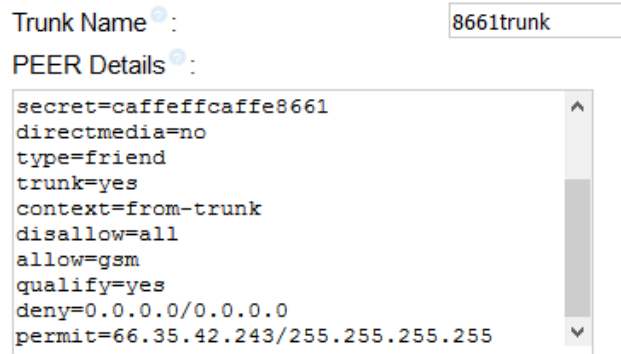 Trunk Name ? :
8661trunk
PEER Details ? :
secret=caffeffcaffe8661
directmedia=no
type=friend
trunk=yes
context=from-trunk
disallow=all
allow=gsm
qualify=yes
deny=0.0.0.0/0.0.0.0
permit=66.35.42.243/255.255.255.255